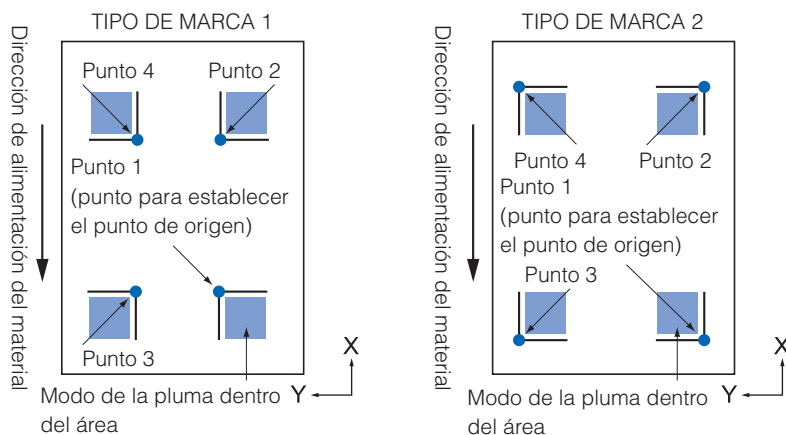 TIPO DE MARCA 1
Dirección de alimentación del material
Punto 4
Punto 2
Punto 1
(punto para establecer
el punto de origen)
Punto 3
Modo de la pluma dentro
del área
X
Y
TIPO DE MARCA 2
Dirección de alimentación del material
Punto 4
Punto 2
Punto 1
(punto para establecer
el punto de origen)
Punto 3
Modo de la pluma dentro
del área
X
Y